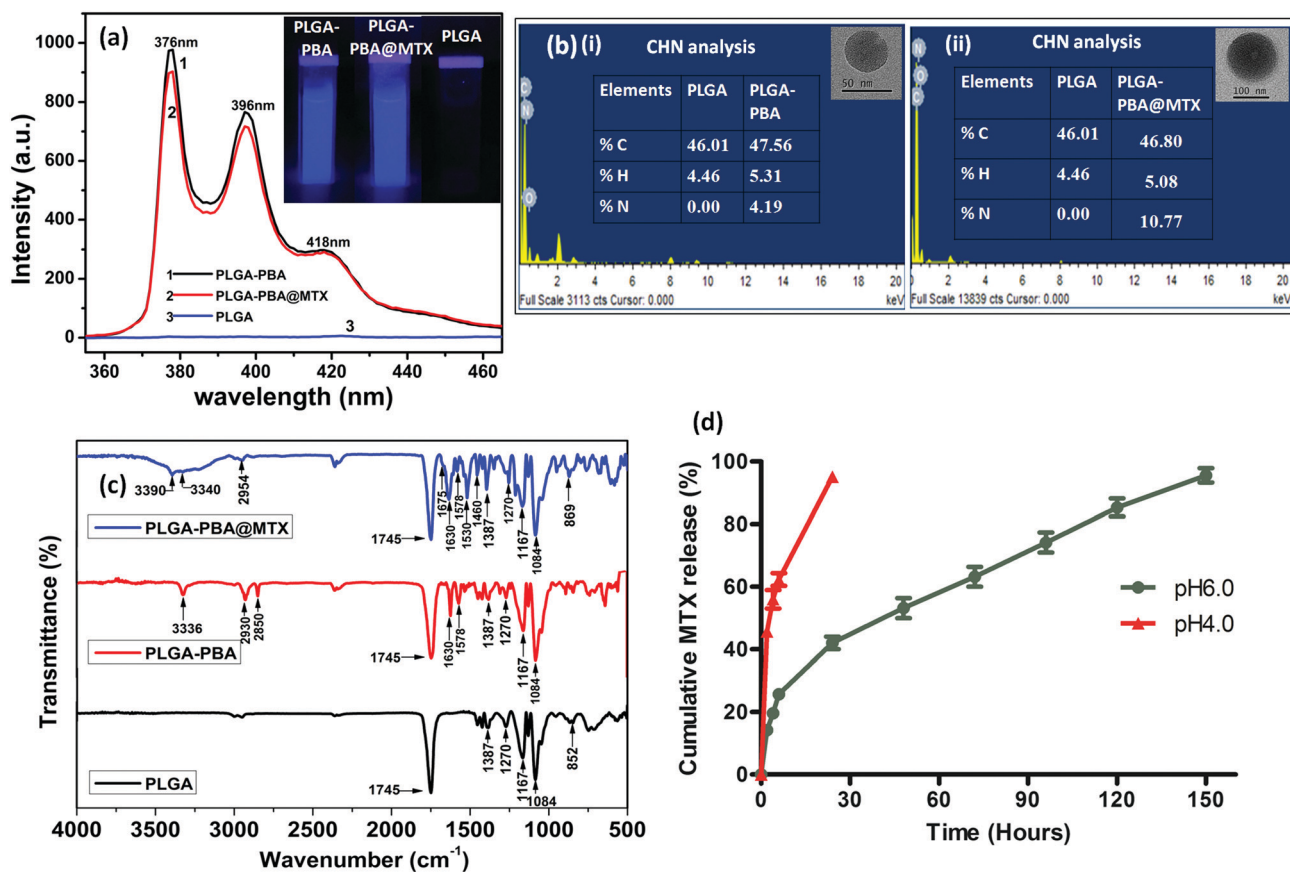 (a)
376nm
1
2
396nm
418nm
3
PLGA-
PBA
PLGA-
PBA@MTX
PLGA
1 PLGA-PBA
2 PLGA-PBA@MTX
3 PLGA
Intensity (a.u.)
1000
800
600
400
200
0
360 380 400 420 440 460
wavelength (nm)
(b) (i)
CHN analysis
50 nm
Elements PLGA PLGA-
PBA
% C 46.01 47.56
% H 4.46 5.31
% N 0.00 4.19
C
N
O
2 4 6 8 10 12 14 16 18 20
Full Scale 3113 cts Cursor: 0.000 keV
(ii)
CHN analysis
100 nm
Elements PLGA PLGA-
PBA@MTX
% C 46.01 46.80
% H 4.46 5.08
% N 0.00 10.77
N
O
C
0 2 4 6 8 10 12 14 16 18 20
Full Scale 13839 cts Cursor: 0.000 keV
(c)
3390 3340 2954 1745 1675 1630 1578 1530 1460 1387 1270 1167 1084 869
PLGA-PBA@MTX
3336 2930 2850 1745 1630 1578 1387 1270 1167 1084
PLGA-PBA
1745 1387 1270 1167 1084 852
PLGA
Transmittance (%)
4000 3500 3000 2500 2000 1500 1000 500
Wavenumber (cm⁻¹)
(d)
Cumulative MTX release (%)
100
80
60
40
20
0
pH6.0
pH4.0
0 30 60 90 120 150
Time (Hours)